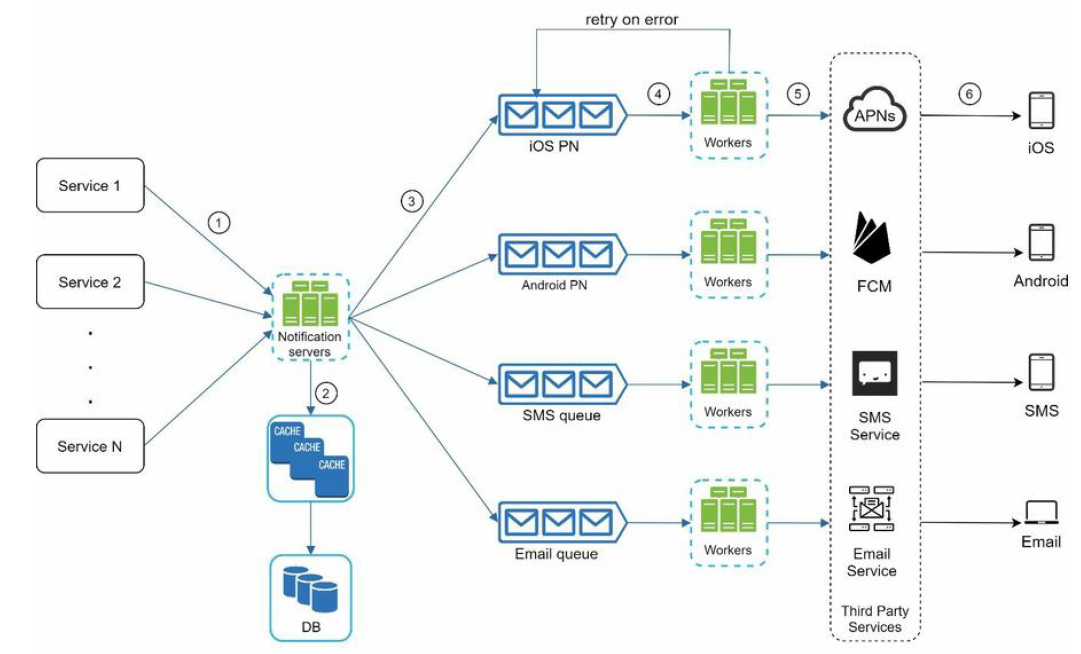 retry on error
4
5
6
APNs
iOS PN
Workers
iOS
Service 1
1
3
Service 2
Android PN
Workers
FCM
Android
.
.
.
Notification
servers
2
SMS queue
Workers
SMS
Service
SMS
Service N
CACHE
CACHE
CACHE
Email queue
Workers
Email
Service
Email
DB
Third Party
Services